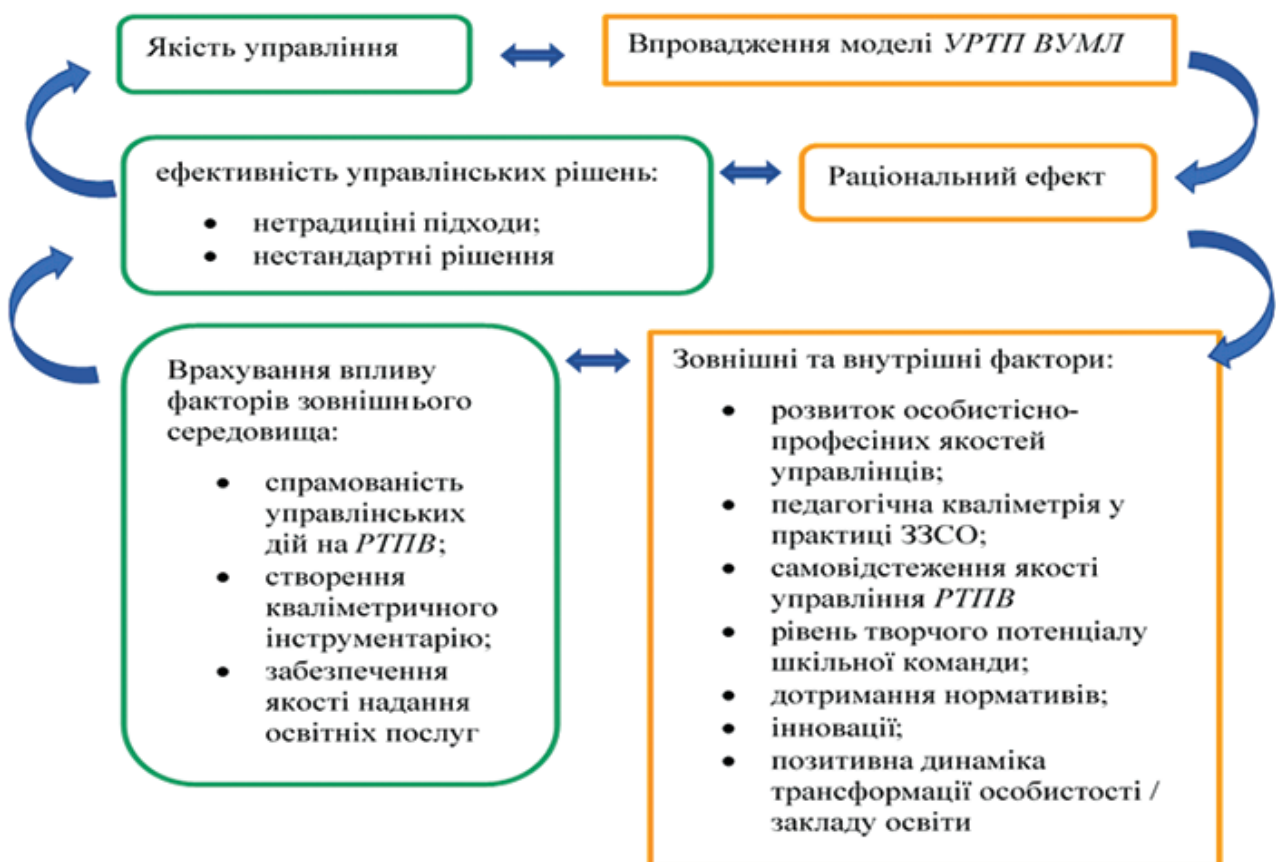 Якість управління
Впровадження моделі УРТП ВУМЛ
ефективність управлінських рішень:
• нетрадиціні підходи;
• нестандартні рішення
Раціональний ефект
Врахування впливу
факторів зовнішнього
середовища:
• спрамованість
управлінських
дій на РТПВ;
• створення
кваліметричного
інструментарію;
• забезпечення
якості надання
освітніх послуг
Зовнішні та внутрішні фактори:
• розвиток особистісно-
професіних якостей
управлінців;
• педагогічна кваліметрія у
практиці ЗЗСО;
• самовідстеження якості
управління РТПВ
• рівень творчого потенціалу
шкільної команди;
• дотримання нормативів;
• інновації;
• позитивна динаміка
трансформації особистості /
закладу освіти